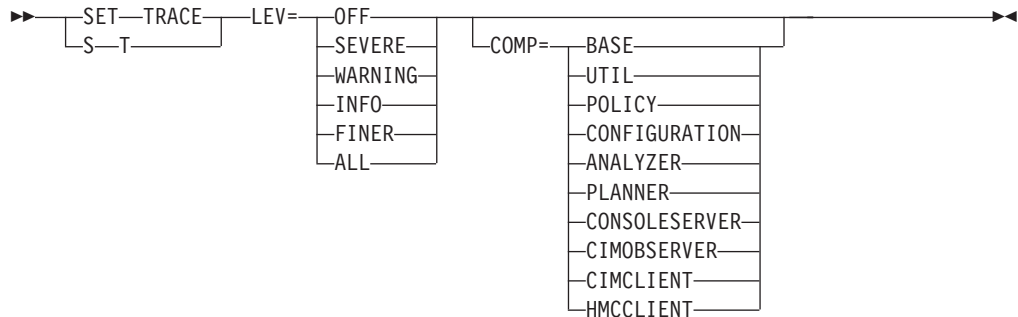 SET TRACE LEV= OFF
S T SEVERE COMP= BASE
WARNING UTIL
INFO POLICY
FINER CONFIGURATION
ALL ANALYZER
PLANNER
CONSOLESERVER
CIMOBSERVER
CIMCLIENT
HMCCLIENT